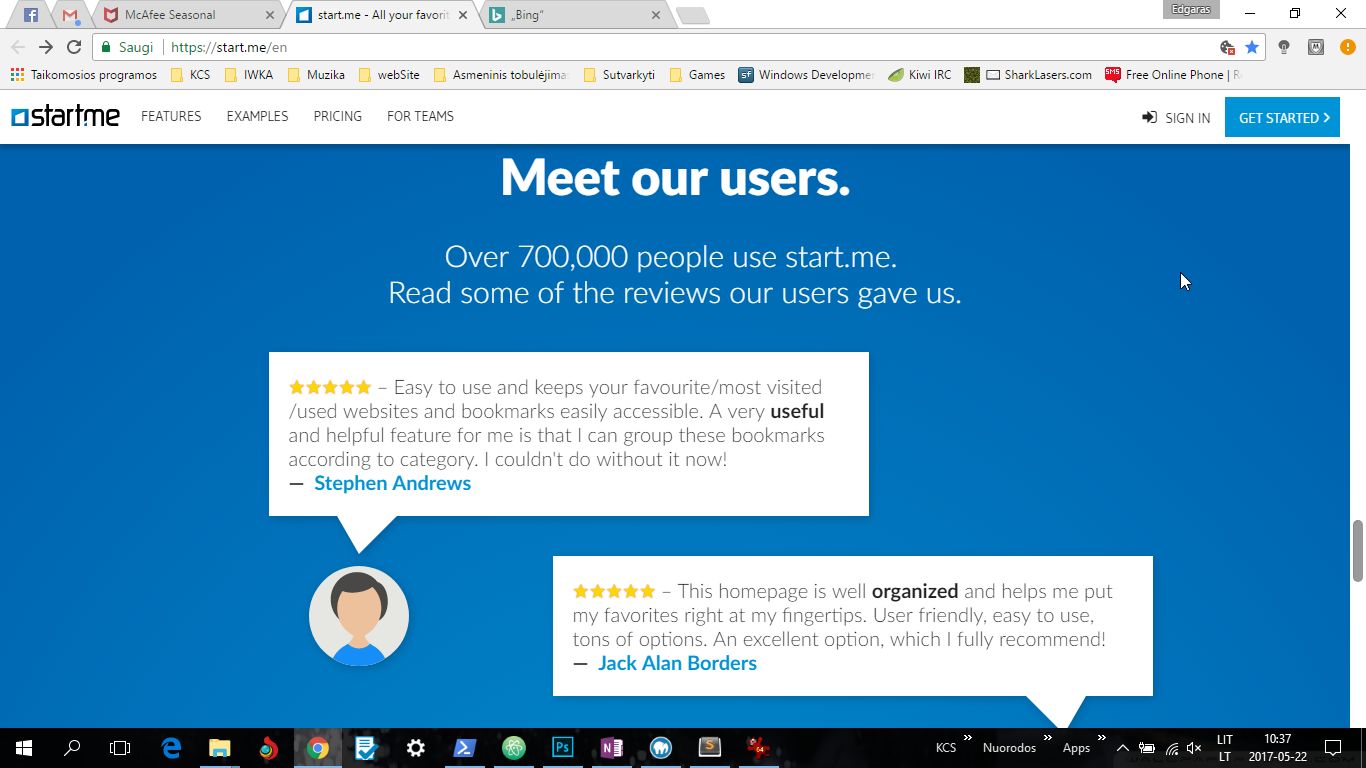 Edgaras
McAfee Seasonal
start.me - All your favorit
„Bing“
Saugi
https://start.me/en
Taikomosios programos
KCS
IWKA
Muzika
webSite
Asmeninis tobulėjima
Sutvarkyti
Games
sf
Windows Developme
Kiwi IRC
SharkLasers.com
SMS
Free Online Phone | R
start.me
FEATURES
EXAMPLES
PRICING
FOR TEAMS
SIGN IN
GET STARTED
Meet our users.
Over 700,000 people use start.me.
Read some of the reviews our users gave us.
– Easy to use and keeps your favourite/most visited
/used websites and bookmarks easily accessible. A very useful
and helpful feature for me is that I can group these bookmarks
according to category. I couldn't do without it now!
— Stephen Andrews
– This homepage is well organized and helps me put
my favorites right at my fingertips. User friendly, easy to use,
tons of options. An excellent option, which I fully recommend!
— Jack Alan Borders
Ps
N
S
64
KCS
Nuorodos
Apps
LIT
LT
10:37
2017-05-22